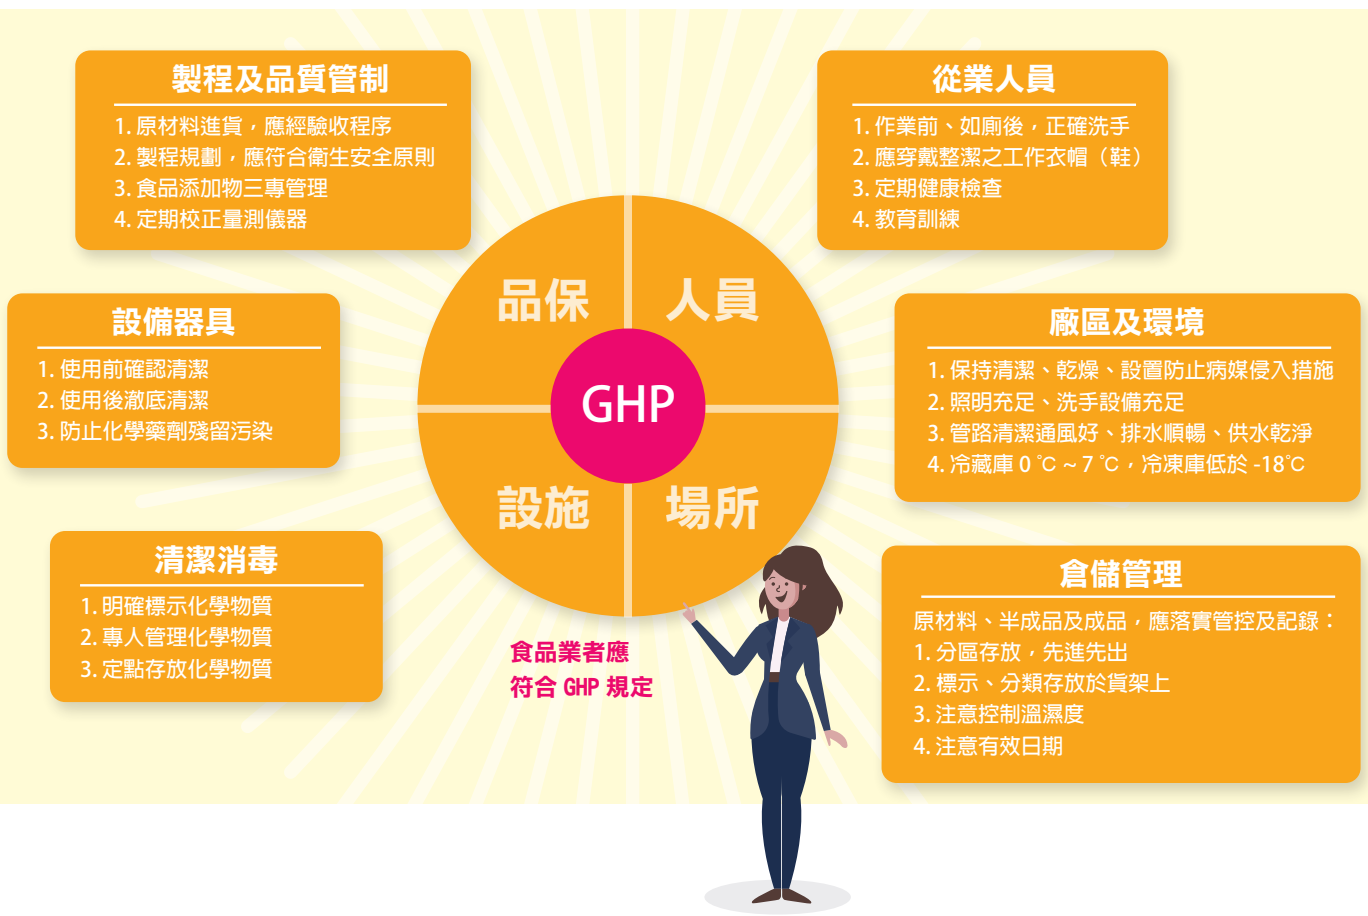 製程及品質管制
1. 原材料進貨，應經驗收程序
2. 製程規劃，應符合衛生安全原則
3. 食品添加物三專管理
4. 定期校正量測儀器
從業人員
1. 作業前、如廁後，正確洗手
2. 應穿戴整潔之工作衣帽（鞋）
3. 定期健康檢查
4. 教育訓練
設備器具
1. 使用前確認清潔
2. 使用後澈底清潔
3. 防止化學藥劑殘留污染
品保
人員
GHP
設施
場所
廠區及環境
1. 保持清潔、乾燥、設置防止病媒侵入措施
2. 照明充足、洗手設備充足
3. 管路清潔通風好、排水順暢、供水乾淨
4. 冷藏庫 0 ℃ ~ 7 ℃，冷凍庫低於 -18℃
清潔消毒
1. 明確標示化學物質
2. 專人管理化學物質
3. 定點存放化學物質
食品業者應
符合 GHP 規定
倉儲管理
原材料、半成品及成品，應落實管控及記錄：
1. 分區存放，先進先出
2. 標示、分類存放於貨架上
3. 注意控制溫濕度
4. 注意有效日期